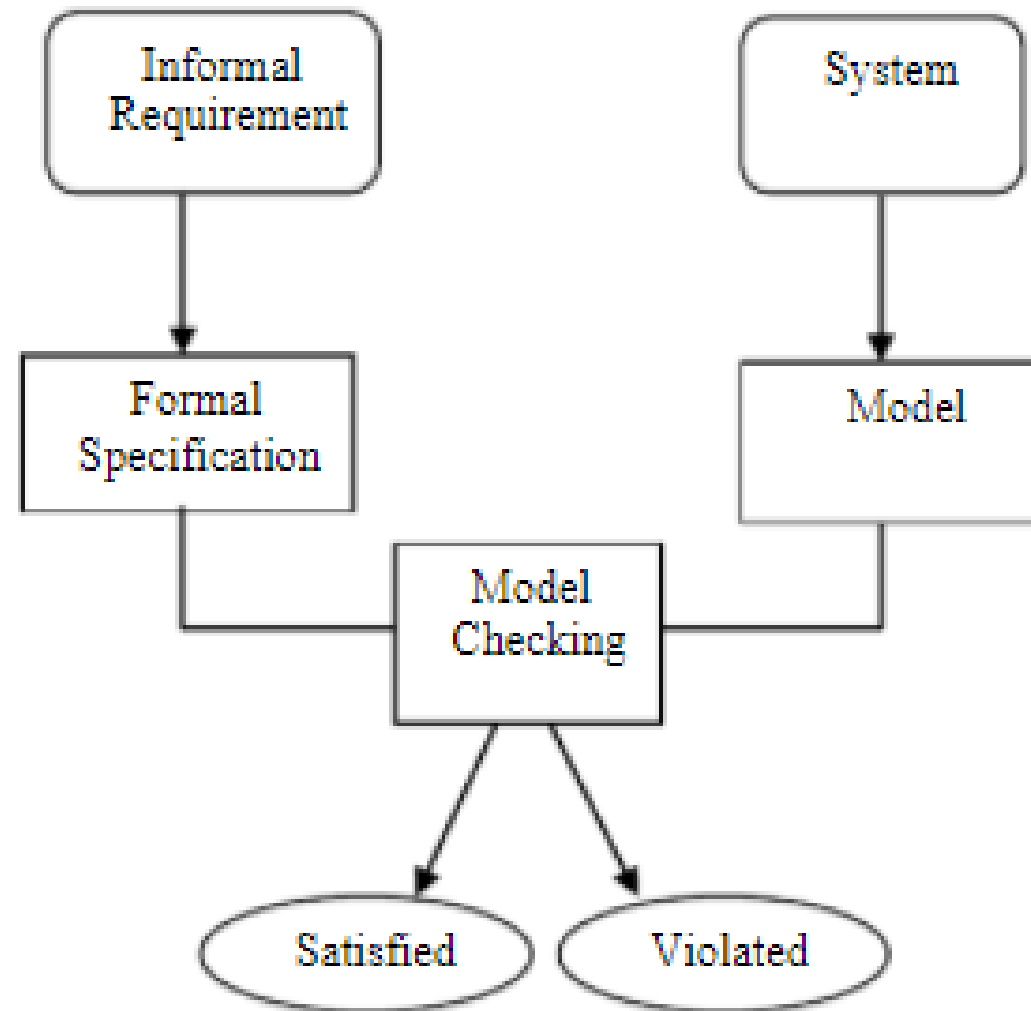 Informal
Requirement
System
Formal
Specification
Model
Model
Checking
Satisfied
Violated